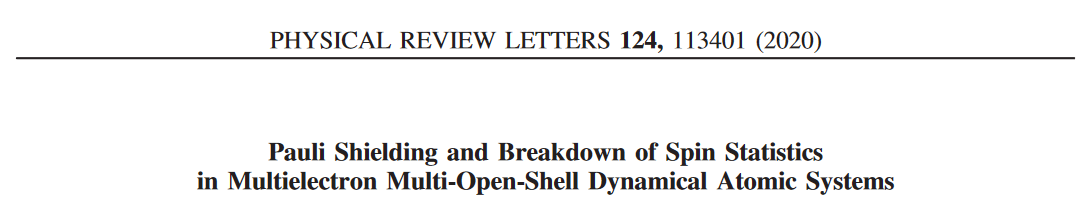 PHYSICAL REVIEW LETTERS 124, 113401 (2020)
Pauli Shielding and Breakdown of Spin Statistics
in Multielectron Multi-Open-Shell Dynamical Atomic Systems